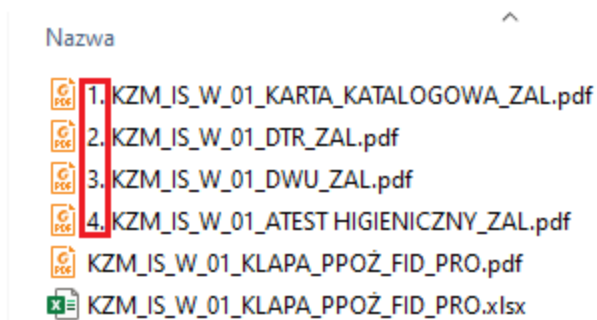 Nazwa
1. KZM_IS_W_01_KARTA_KATALOGOWA_ZAL.pdf
2. KZM_IS_W_01_DTR_ZAL.pdf
3. KZM_IS_W_01_DWU_ZAL.pdf
4. KZM_IS_W_01_ATEST HIGIENICZNY_ZAL.pdf
KZM_IS_W_01_KLAPA_PPOŻ_FID_PRO.pdf
KZM_IS_W_01_KLAPA_PPOŻ_FID_PRO.xlsx